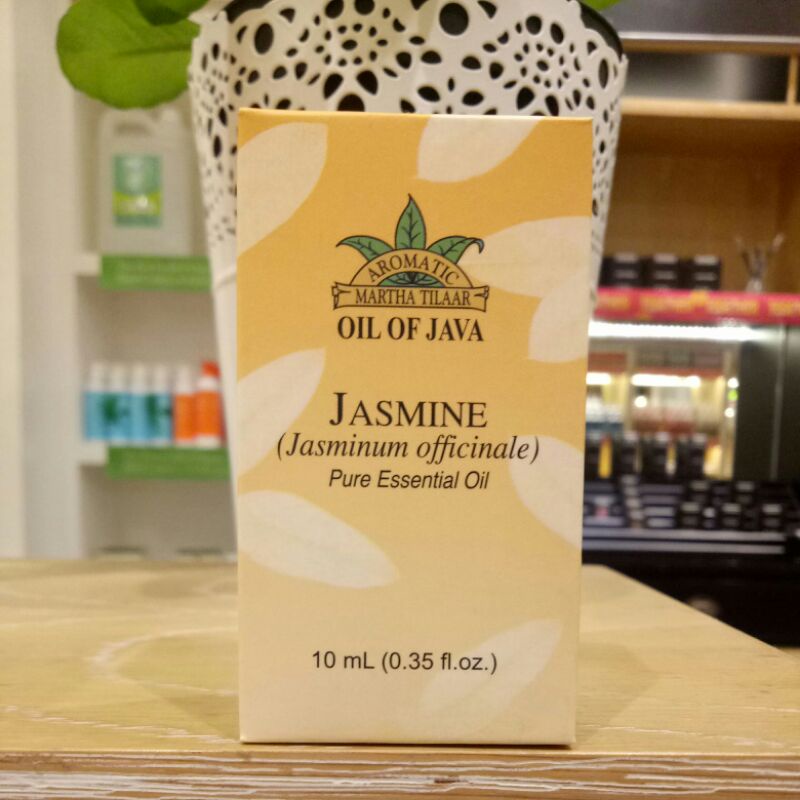 AROMATIC
MARTHA TILAAR
OIL OF JAVA
JASMINE
(Jasminum officinale)
Pure Essential Oil
10 mL (0.35 fl.oz.)